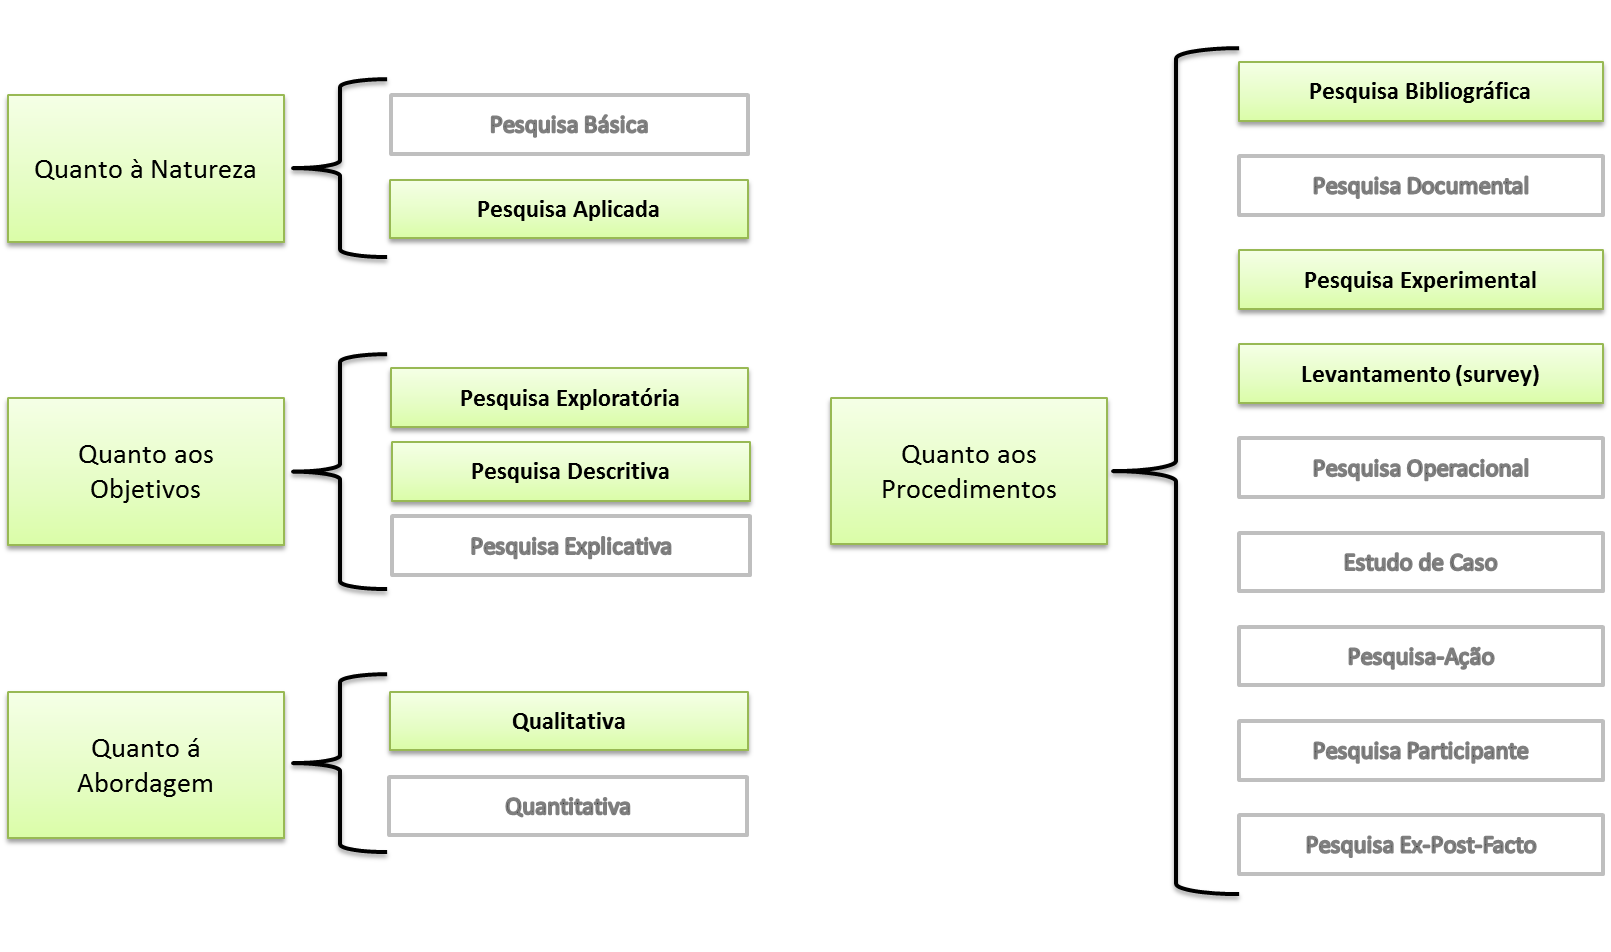 Quanto à Natureza
Pesquisa Básica
Pesquisa Aplicada
Quanto aos
Objetivos
Pesquisa Exploratória
Pesquisa Descritiva
Pesquisa Explicativa
Quanto á
Abordagem
Qualitativa
Quantitativa
Quanto aos
Procedimentos
Pesquisa Bibliográfica
Pesquisa Documental
Pesquisa Experimental
Levantamento (survey)
Pesquisa Operacional
Estudo de Caso
Pesquisa-Ação
Pesquisa Participante
Pesquisa Ex-Post-Facto